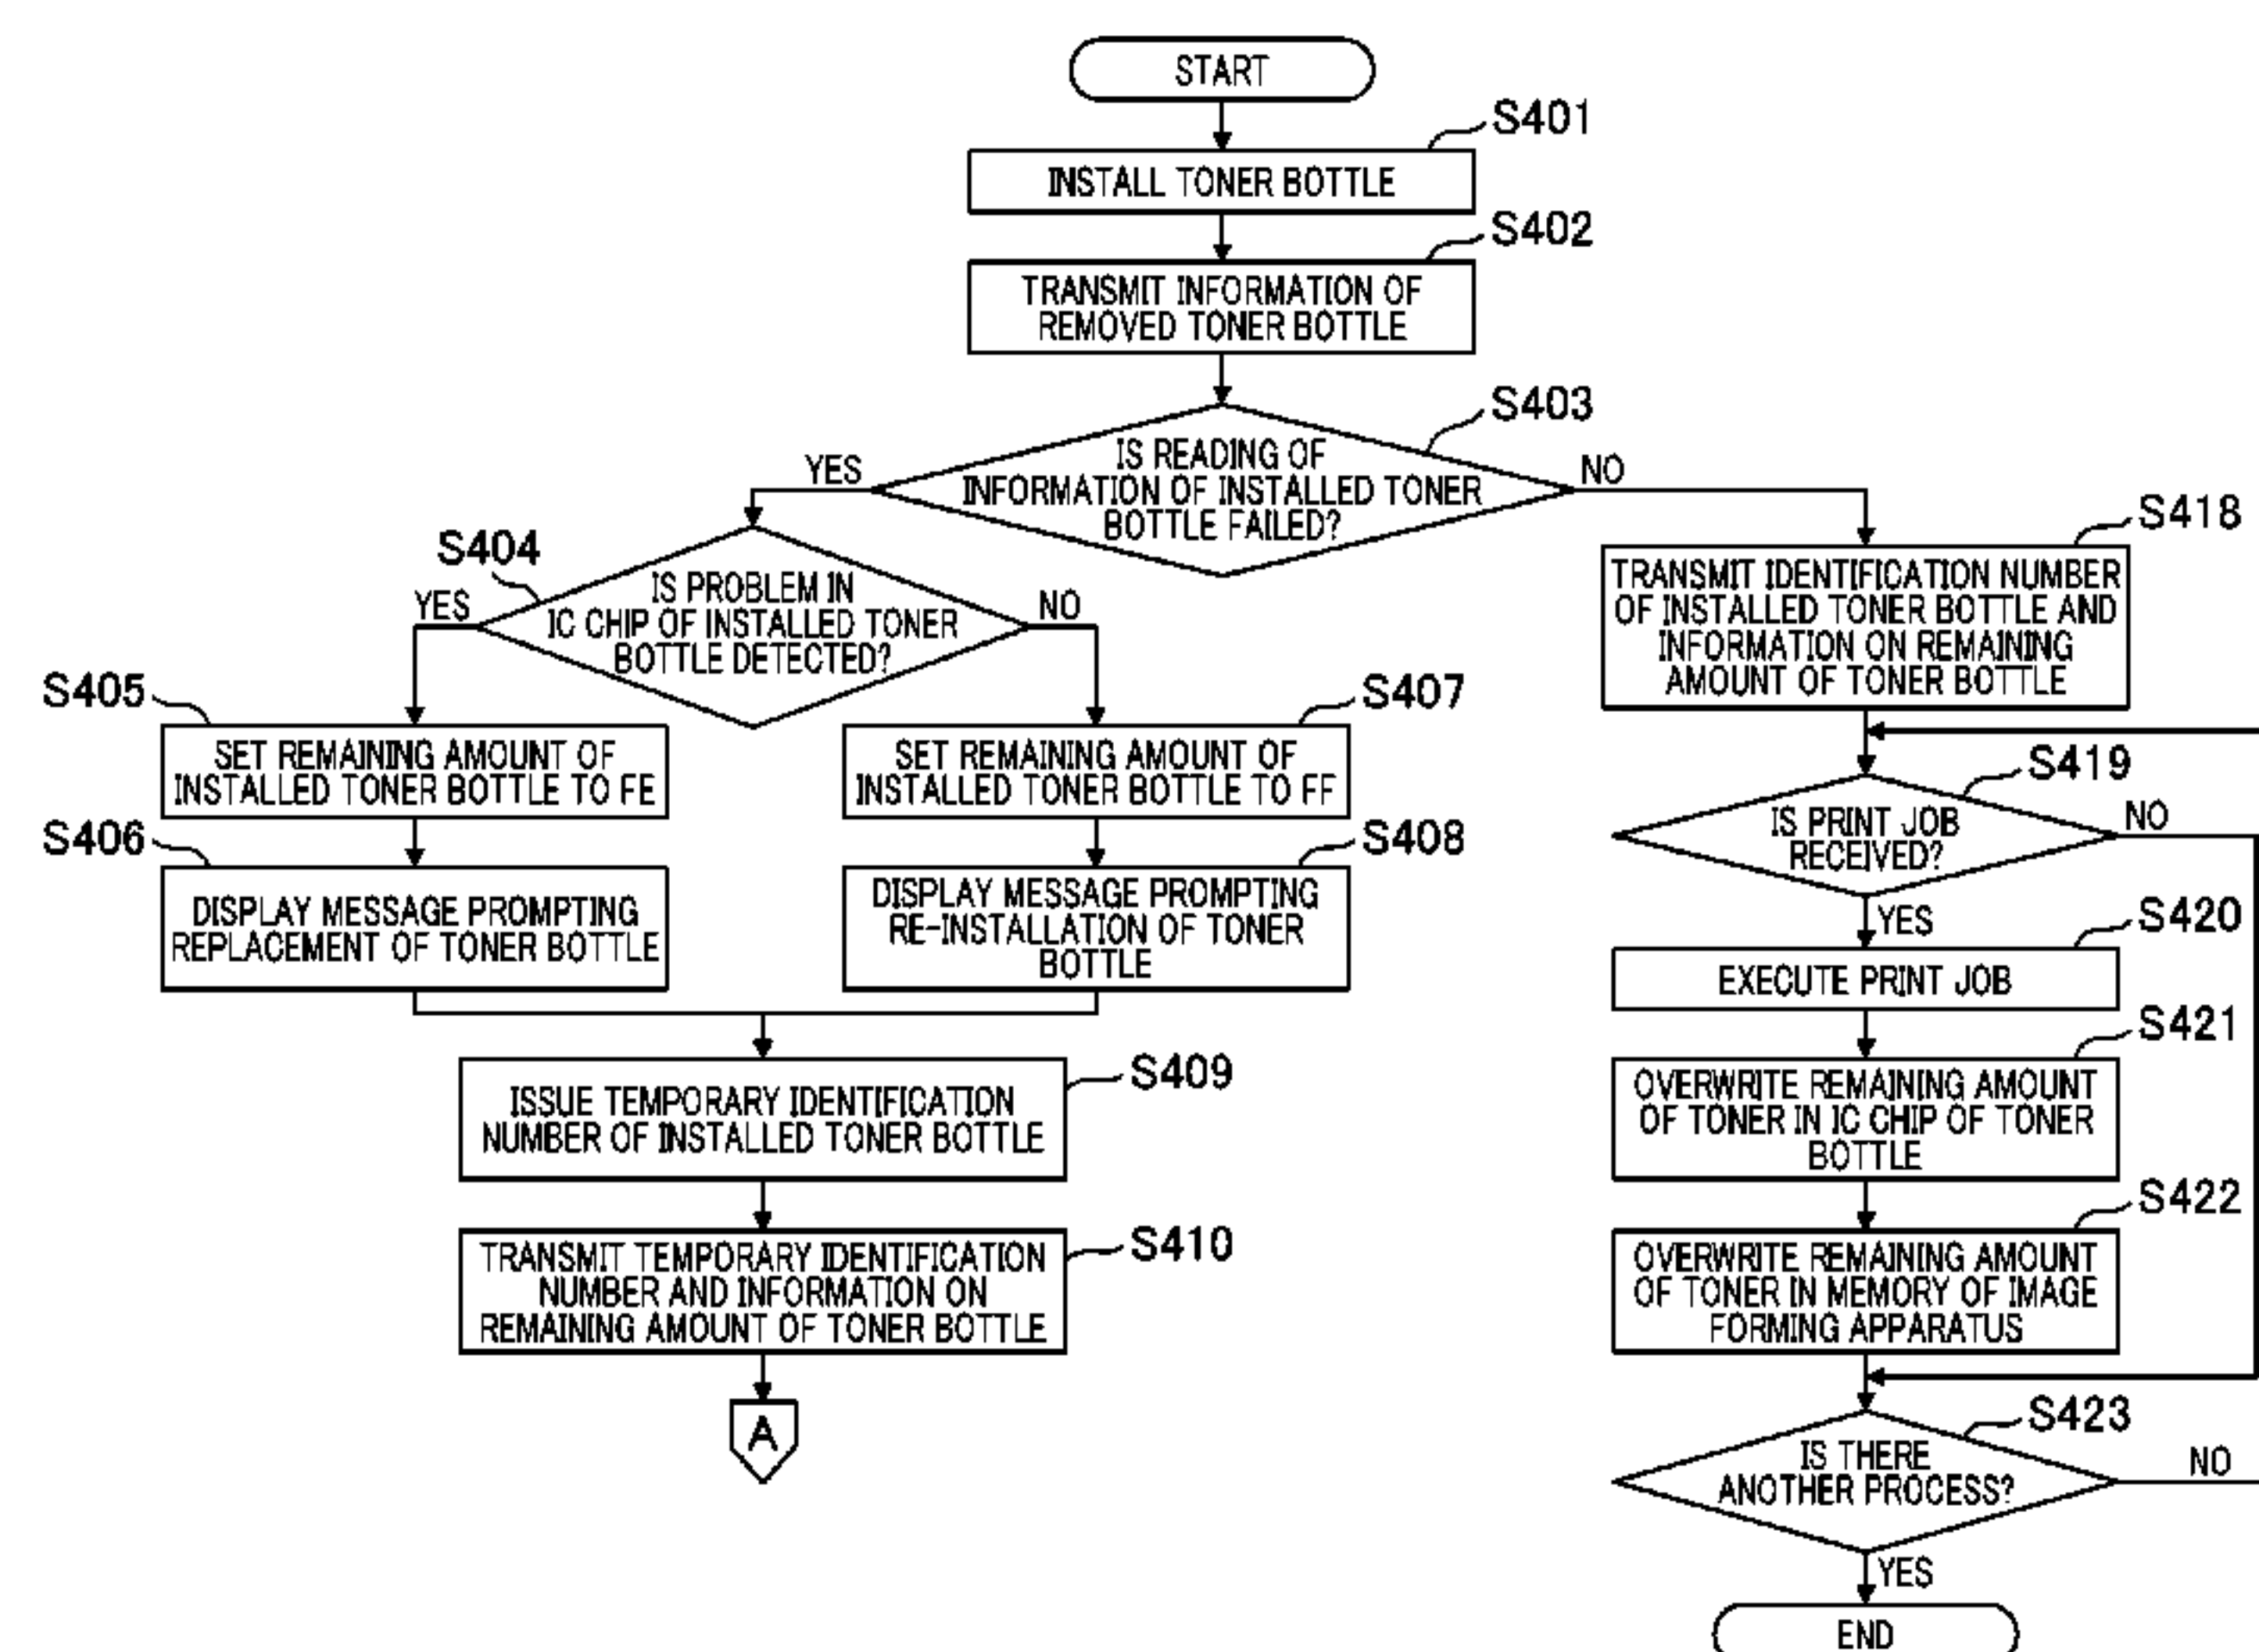 START
S401
INSTALL TONER BOTTLE
S402
TRANSMIT INFORMATION OF
REMOVED TONER BOTTLE
S403
IS READING OF
INFORMATION OF INSTALLED TONER
BOTTLE FAILED?
YES
NO
S404
IS PROBLEM IN
IC CHIP OF INSTALLED TONER
BOTTLE DETECTED?
YES
NO
S405
SET REMAINING AMOUNT OF
INSTALLED TONER BOTTLE TO FE
S406
DISPLAY MESSAGE PROMPTING
REPLACEMENT OF TONER BOTTLE
S407
SET REMAINING AMOUNT OF
INSTALLED TONER BOTTLE TO FF
S408
DISPLAY MESSAGE PROMPTING
RE-INSTALLATION OF TONER
BOTTLE
S409
ISSUE TEMPORARY IDENTIFICATION
NUMBER OF INSTALLED TONER BOTTLE
S410
TRANSMIT TEMPORARY IDENTIFICATION
NUMBER AND INFORMATION ON
REMAINING AMOUNT OF TONER BOTTLE
A
S418
TRANSMIT IDENTIFICATION NUMBER
OF INSTALLED TONER BOTTLE AND
INFORMATION ON REMAINING
AMOUNT OF TONER BOTTLE
S419
IS PRINT JOB
RECEIVED?
NO
YES
S420
EXECUTE PRINT JOB
S421
OVERWRITE REMAINING AMOUNT
OF TONER IN IC CHIP OF TONER
BOTTLE
S422
OVERWRITE REMAINING AMOUNT
OF TONER IN MEMORY OF IMAGE
FORMING APPARATUS
S423
IS THERE
ANOTHER PROCESS?
NO
YES
END